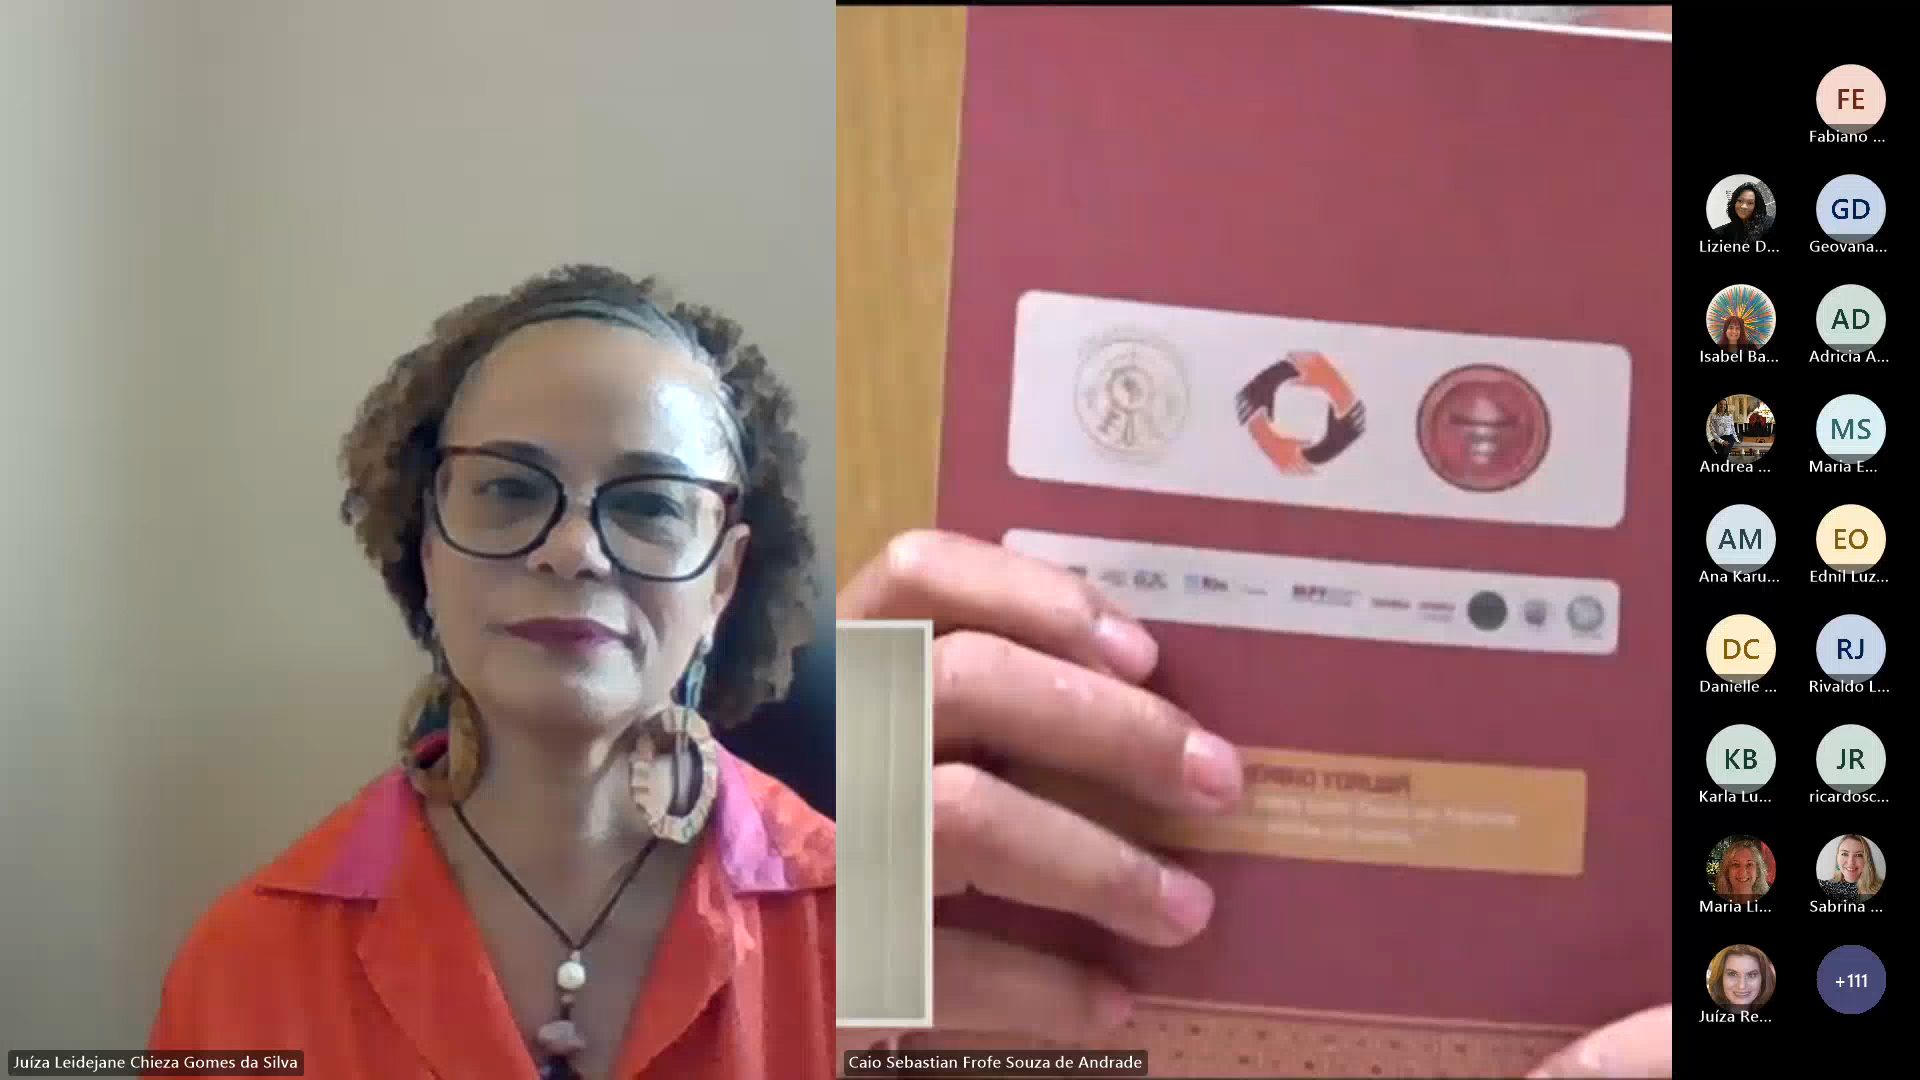 FE
Fabiano ...
Liziene D...
GD
Geovana...
Isabel Ba...
AD
Adricia A...
Andrea ...
MS
Maria E...
AM
Ana Karu...
EO
Ednil Luz...
DC
Danielle ...
RJ
Rivaldo L...
KB
Karla Lu...
JR
ricardosc...
Maria Li...
Sabrina ...
Juíza Re...
+111
Juíza Leidejane Chieza Gomes da Silva
Caio Sebastian Frofe Souza de Andrade